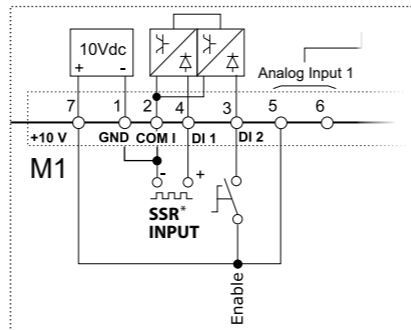 10Vdc
+ -
Analog Input 1
7 1 2 4 3 5 6
+10 V GND COM I DI 1 DI 2
M1
- +
SSR*
INPUT
Enable